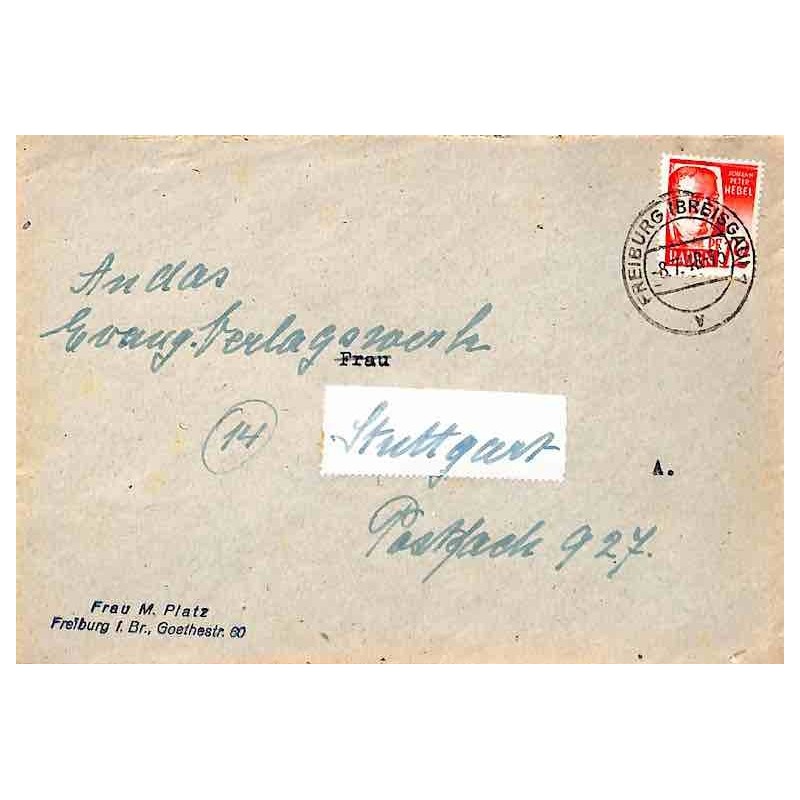 JOHANN
PETER
HEBEL
BADEN
FREIBURG (BREISGAU) 1
A
An das
Evang. Verlagswerk
Frau
14
Stuttgart
A.
Postfach 927.
Frau M. Platz
Freiburg i. Br., Goethestr. 60